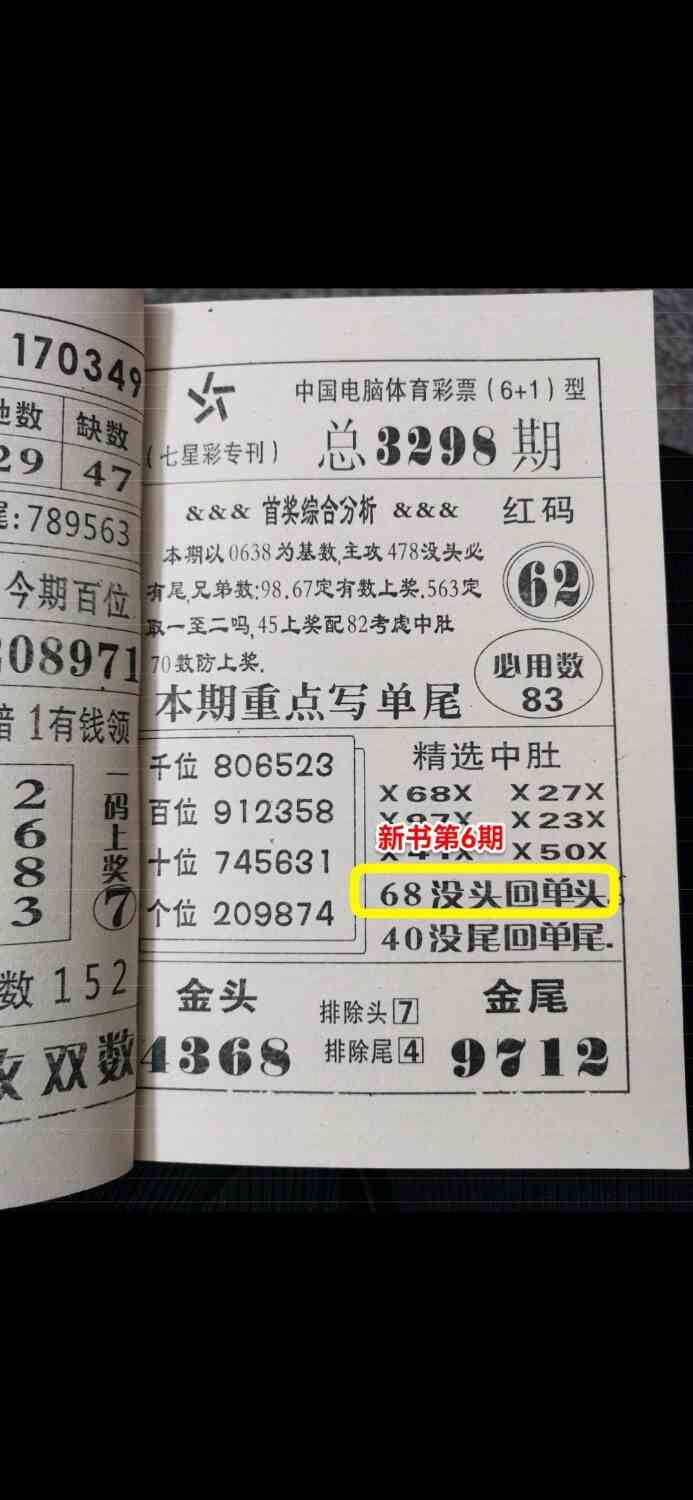 170349
缺数
29
47
尾:789563
今期百位
208971
1有钱领
2
6
8
3
一码上奖
7
数 152
双数
中国电脑体育彩票(6+1)型
(七星彩专刊)
总3298期
&&& 首奖综合分析 &&&
本期以0638为基数,主攻478没头必
有尾,兄弟数:98.67定有数上奖.563定
取一至二吗,45上奖配82考虑中肚
70数防上奖.
本期重点写单尾
红码
62
必用数
83
千位 806523
百位 912358
十位 745631
个位 209874
精选中肚
X68X X27X
X87X X23X
新书第6期
X41X X50X
68没头回单头.
40没尾回单尾.
金头
4368
排除头7
排除尾4
金尾
9712